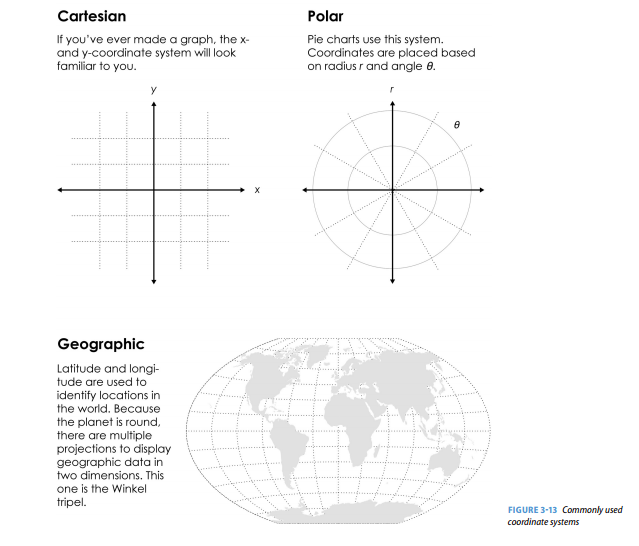 Cartesian
If you've ever made a graph, the x-
and y-coordinate system will look
familiar to you.
y
x
Polar
Pie charts use this system.
Coordinates are placed based
on radius r and angle θ.
r
θ
Geographic
Latitude and longi-
tude are used to
identify locations in
the world. Because
the planet is round,
there are multiple
projections to display
geographic data in
two dimensions. This
one is the Winkel
tripel.
FIGURE 3-13 Commonly used
coordinate systems